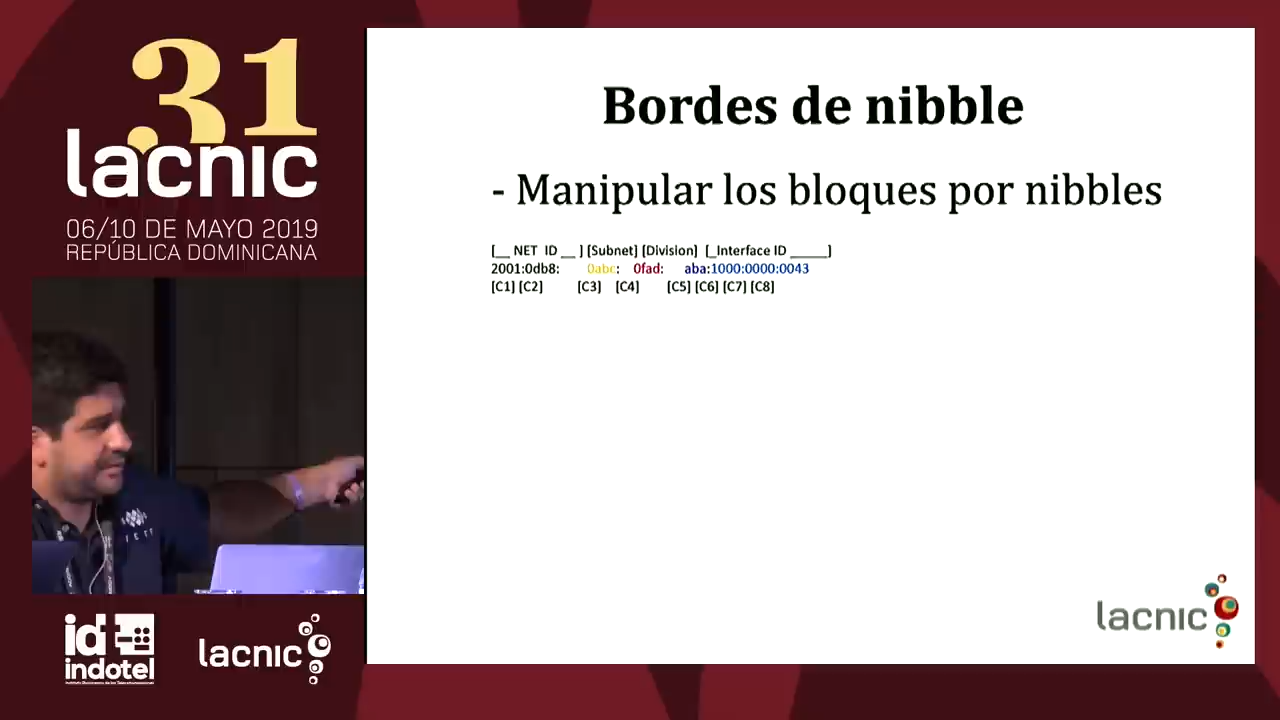 31
lacnic
06/10 DE MAYO 2019
REPÚBLICA DOMINICANA
Bordes de nibble
- Manipular los bloques por nibbles
[__ NET ID __ ] [Subnet] [Division] [_Interface ID _____]
2001:0db8: 0abc: 0fad: aba:1000:0000:0043
[C1] [C2] [C3] [C4] [C5] [C6] [C7] [C8]
IETF
idt
indotel
lacnic
lacnic